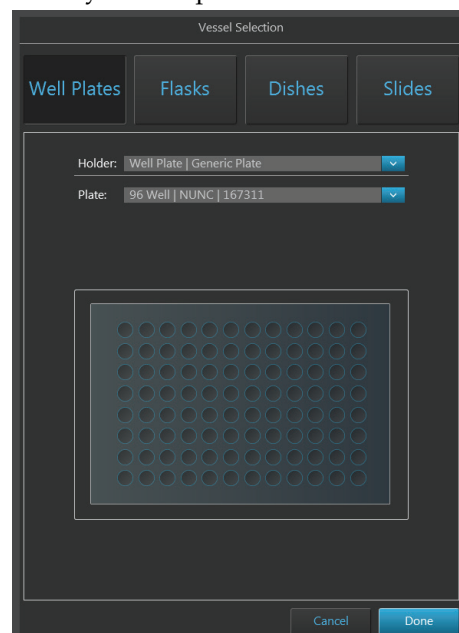 Vessel Selection
Well Plates Flasks Dishes Slides
Holder: Well Plate | Generic Plate
Plate: 96 Well | NUNC | 167311
Cancel Done